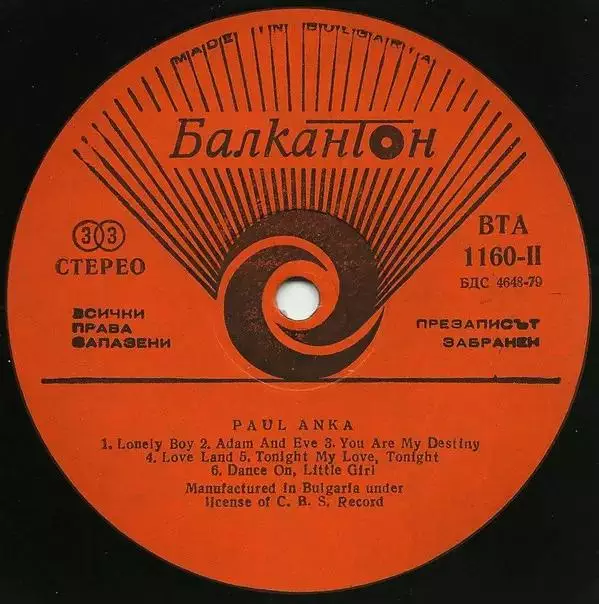 MADE IN BULGARIA
Балкантон
33
СТЕРЕО
ВТА
1160-II
БДС 4648-79
ВСИЧКИ
ПРАВА
ЗАПАЗЕНИ
ПРЕЗАПИСЪТ
ЗАБРАНЕН
PAUL ANKA
1. Lonely Boy 2. Adam And Eve 3. You Are My Destiny
4. Love Land 5. Tonight My Love, Tonight
6. Dance On, Little Girl
Manufactured in Bulgaria under
license of C. B. S. Record